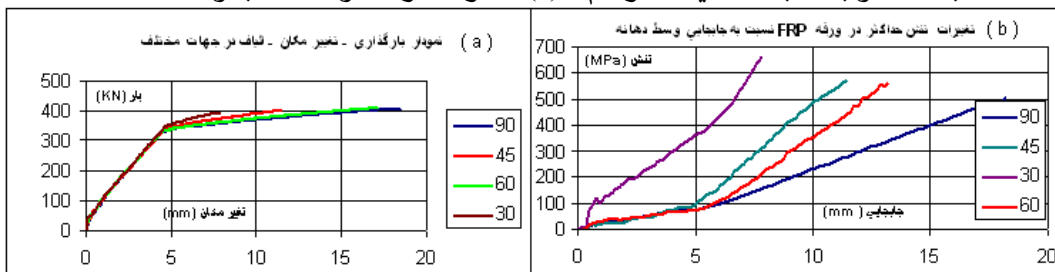 ( a ) نمودار بارگذاری - تغییر مکان - الیاف در جهات مختلف
بار (KN)
500
400
300
200
100
0
تغییر مکان (mm)
0 5 10 15 20
90
45
60
30
( b ) تغییرات تنش حداکثر در ورقه FRP نسبت به جابجایی وسط دهانه
تنش (MPa)
700
600
500
400
300
200
100
0
جابجایی (mm)
0 5 10 15 20
90
45
30
60